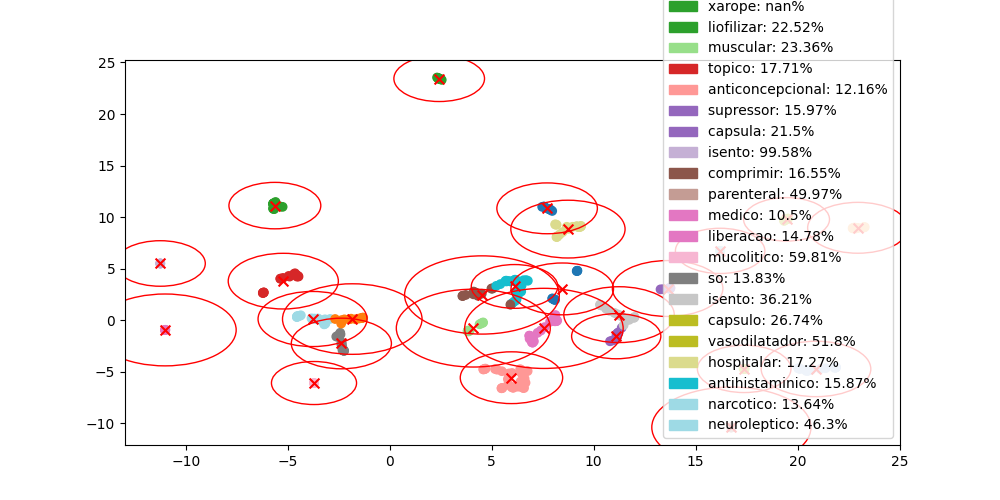 xarope: nan%
liofilizar: 22.52%
muscular: 23.36%
topico: 17.71%
anticoncepcional: 12.16%
supressor: 15.97%
capsula: 21.5%
isento: 99.58%
comprimir: 16.55%
parenteral: 49.97%
medico: 10.5%
liberacao: 14.78%
mucolitico: 59.81%
so: 13.83%
isento: 36.21%
capsulo: 26.74%
vasodilatador: 51.8%
hospitalar: 17.27%
antihistaminico: 15.87%
narcotico: 13.64%
neuroleptico: 46.3%
25
20
15
10
5
0
−5
−10
−10 −5 0 5 10 15 20 25